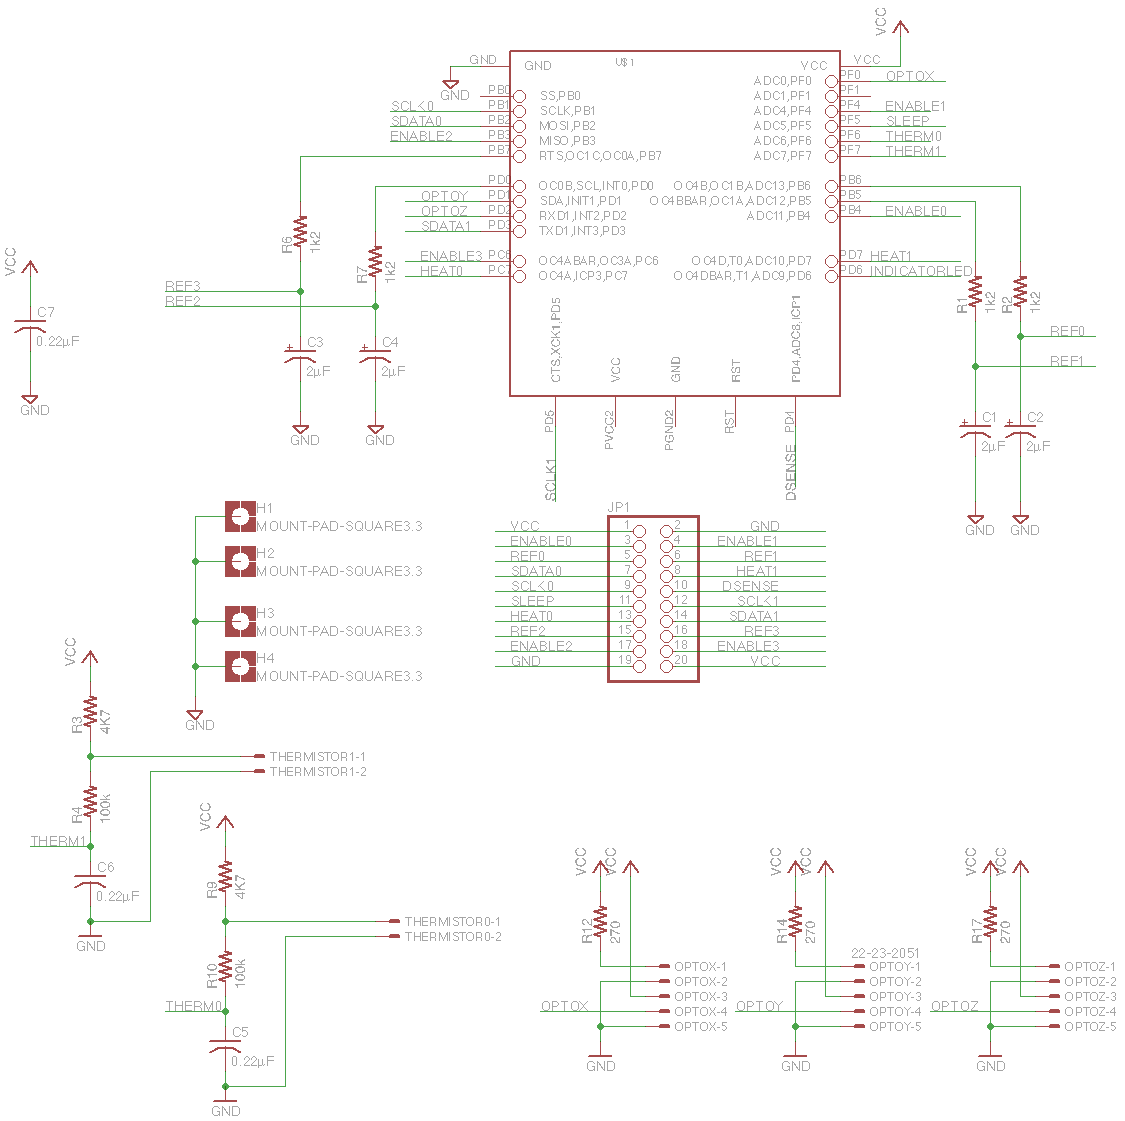 VCC
GND
GND
GND
U$1
VCC
VCC
PB0
SS,PB0
ADC0,PF0
PF0
OPTOX
SCLK0
PB1
SCLK,PB1
ADC1,PF1
PF1
SDATA0
PB2
MOSI,PB2
ADC4,PF4
PF4
ENABLE1
ENABLE2
PB3
MISO,PB3
ADC5,PF5
PF5
SLEEP
PB7
RTS,OC1C,OC0A,PB7
ADC6,PF6
PF6
THERM0
ADC7,PF7
PF7
THERM1
PD0
OC0B,SCL,INT0,PD0
OC4B,OC1B,ADC13,PB6
PB6
OPTOY
PD1
SDA,INIT1,PD1
OC4BBAR,OC1A,ADC12,PB5
PB5
OPTOZ
PD2
RXD1,INT2,PD2
ADC11,PB4
PB4
ENABLE0
SDATA1
PD3
TXD1,INT3,PD3
ENABLE3
PC6
OC4ABAR,OC3A,PC6
OC4D,T0,ADC10,PD7
PD7
HEAT1
HEAT0
PC7
OC4A,ICP3,PC7
OC4DBAR,T1,ADC9,PD6
PD6
INDICATORLED
R6
1k2
R7
1k2
R1
1k2
R2
1k2
REF3
REF2
REF0
REF1
VCC
C7
0.22µF
GND
C3
2µF
GND
C4
2µF
GND
C1
2µF
GND
C2
2µF
GND
CTS,XCK1,PD5
VCC
GND
RST
PD4,ADC8,ICP1
PD5
PVCC2
PGND2
RST
PD1
SCLK1
DSENSE
H1
MOUNT-PAD-SQUARE3.3
H2
MOUNT-PAD-SQUARE3.3
H3
MOUNT-PAD-SQUARE3.3
H4
MOUNT-PAD-SQUARE3.3
GND
JP1
VCC 1 2 GND
ENABLE0 3 4 ENABLE1
REF0 5 6 REF1
SDATA0 7 8 HEAT1
SCLK0 9 10 DSENSE
SLEEP 11 12 SCLK1
HEAT0 13 14 SDATA1
REF2 15 16 REF3
ENABLE2 17 18 ENABLE3
GND 19 20 VCC
VCC
R3
4K7
THERMISTOR1-1
THERMISTOR1-2
R4
100k
THERM1
C6
0.22µF
GND
VCC
R9
4K7
THERMISTOR0-1
THERMISTOR0-2
R10
100k
THERM0
C5
0.22µF
GND
VCC
VCC
R12
270
OPTOX-1
OPTOX-2
OPTOX-3
OPTOX
OPTOX-4
OPTOX-5
GND
VCC
VCC
R14
270
22-23-2051
OPTOY-1
OPTOY-2
OPTOY-3
OPTOY
OPTOY-4
OPTOY-5
GND
VCC
VCC
R17
270
OPTOZ-1
OPTOZ-2
OPTOZ-3
OPTOZ
OPTOZ-4
OPTOZ-5
GND